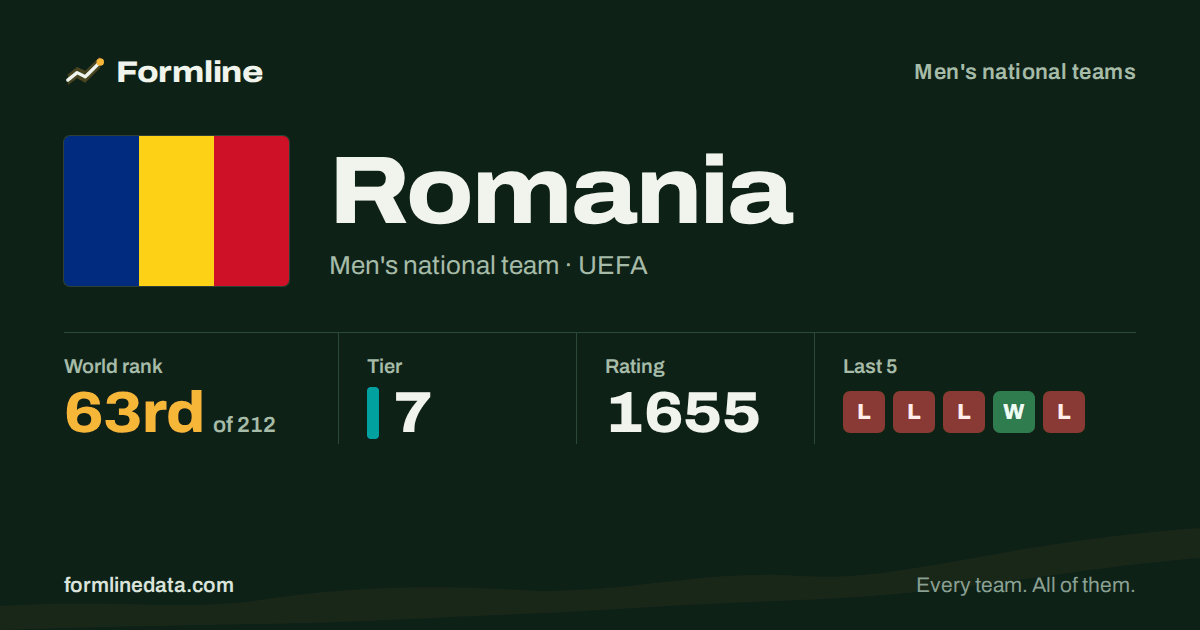 Formline
Men's national teams
Romania
Men's national team · UEFA
World rank
63rd of 212
Tier
7
Rating
1655
Last 5
L L L W L
formlinedata.com
Every team. All of them.